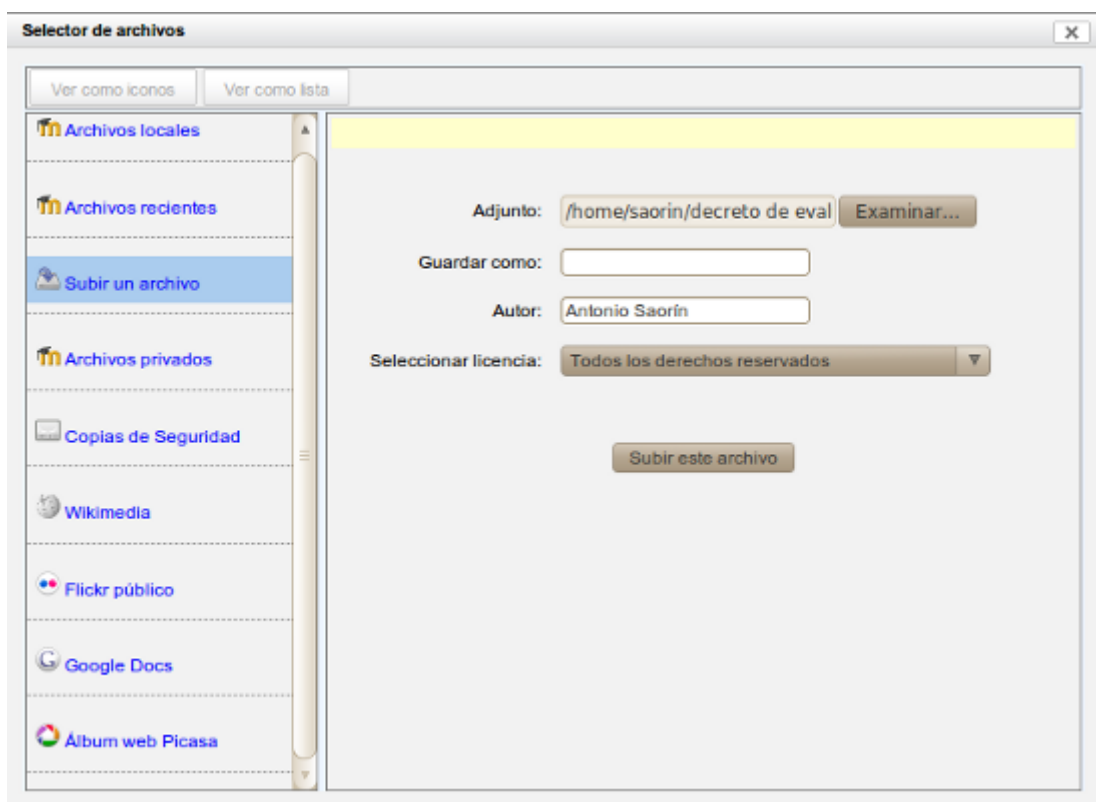 Selector de archivos
Ver como iconos Ver como lista
Archivos locales
Archivos recientes
Subir un archivo
Archivos privados
Copias de Seguridad
Wikimedia
Flickr público
Google Docs
Álbum web Picasa
Adjunto: /home/saorin/decreto de eval Examinar...
Guardar como:
Autor: Antonio Saorín
Seleccionar licencia: Todos los derechos reservados
Subir este archivo